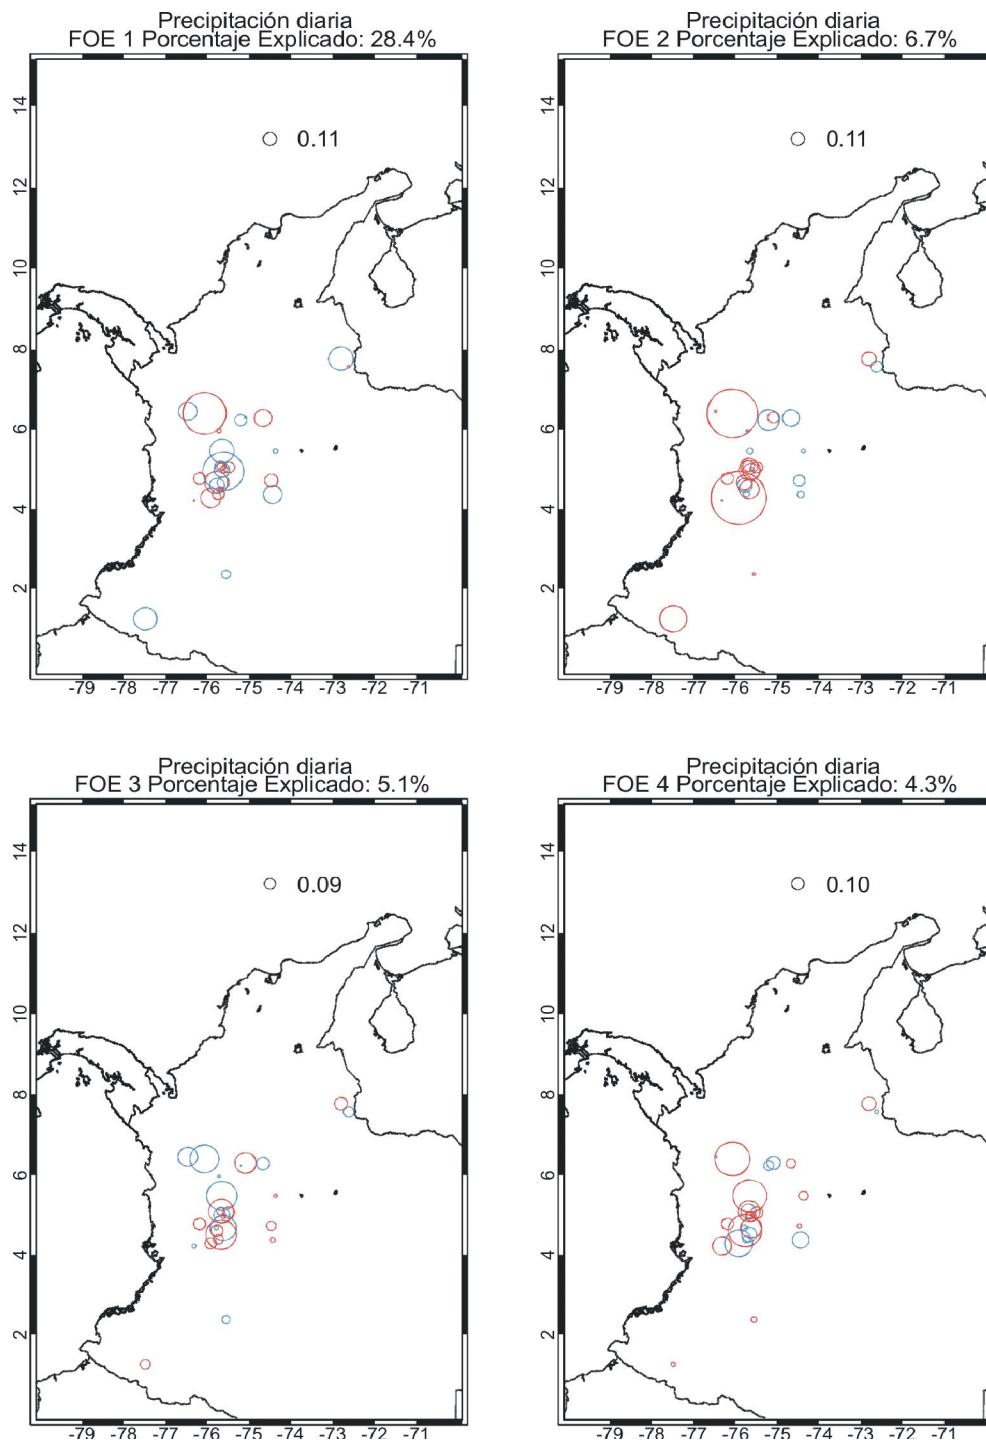 Precipitación diaria
FOE 1 Porcentaje Explicado: 28.4%
0.11
14
12
10
8
6
4
2
-79 -78 -77 -76 -75 -74 -73 -72 -71
Precipitación diaria
FOE 2 Porcentaje Explicado: 6.7%
0.11
14
12
10
8
6
4
2
-79 -78 -77 -76 -75 -74 -73 -72 -71
Precipitación diaria
FOE 3 Porcentaje Explicado: 5.1%
0.09
14
12
10
8
6
4
2
-79 -78 -77 -76 -75 -74 -73 -72 -71
Precipitación diaria
FOE 4 Porcentaje Explicado: 4.3%
0.10
14
12
10
8
6
4
2
-79 -78 -77 -76 -75 -74 -73 -72 -71